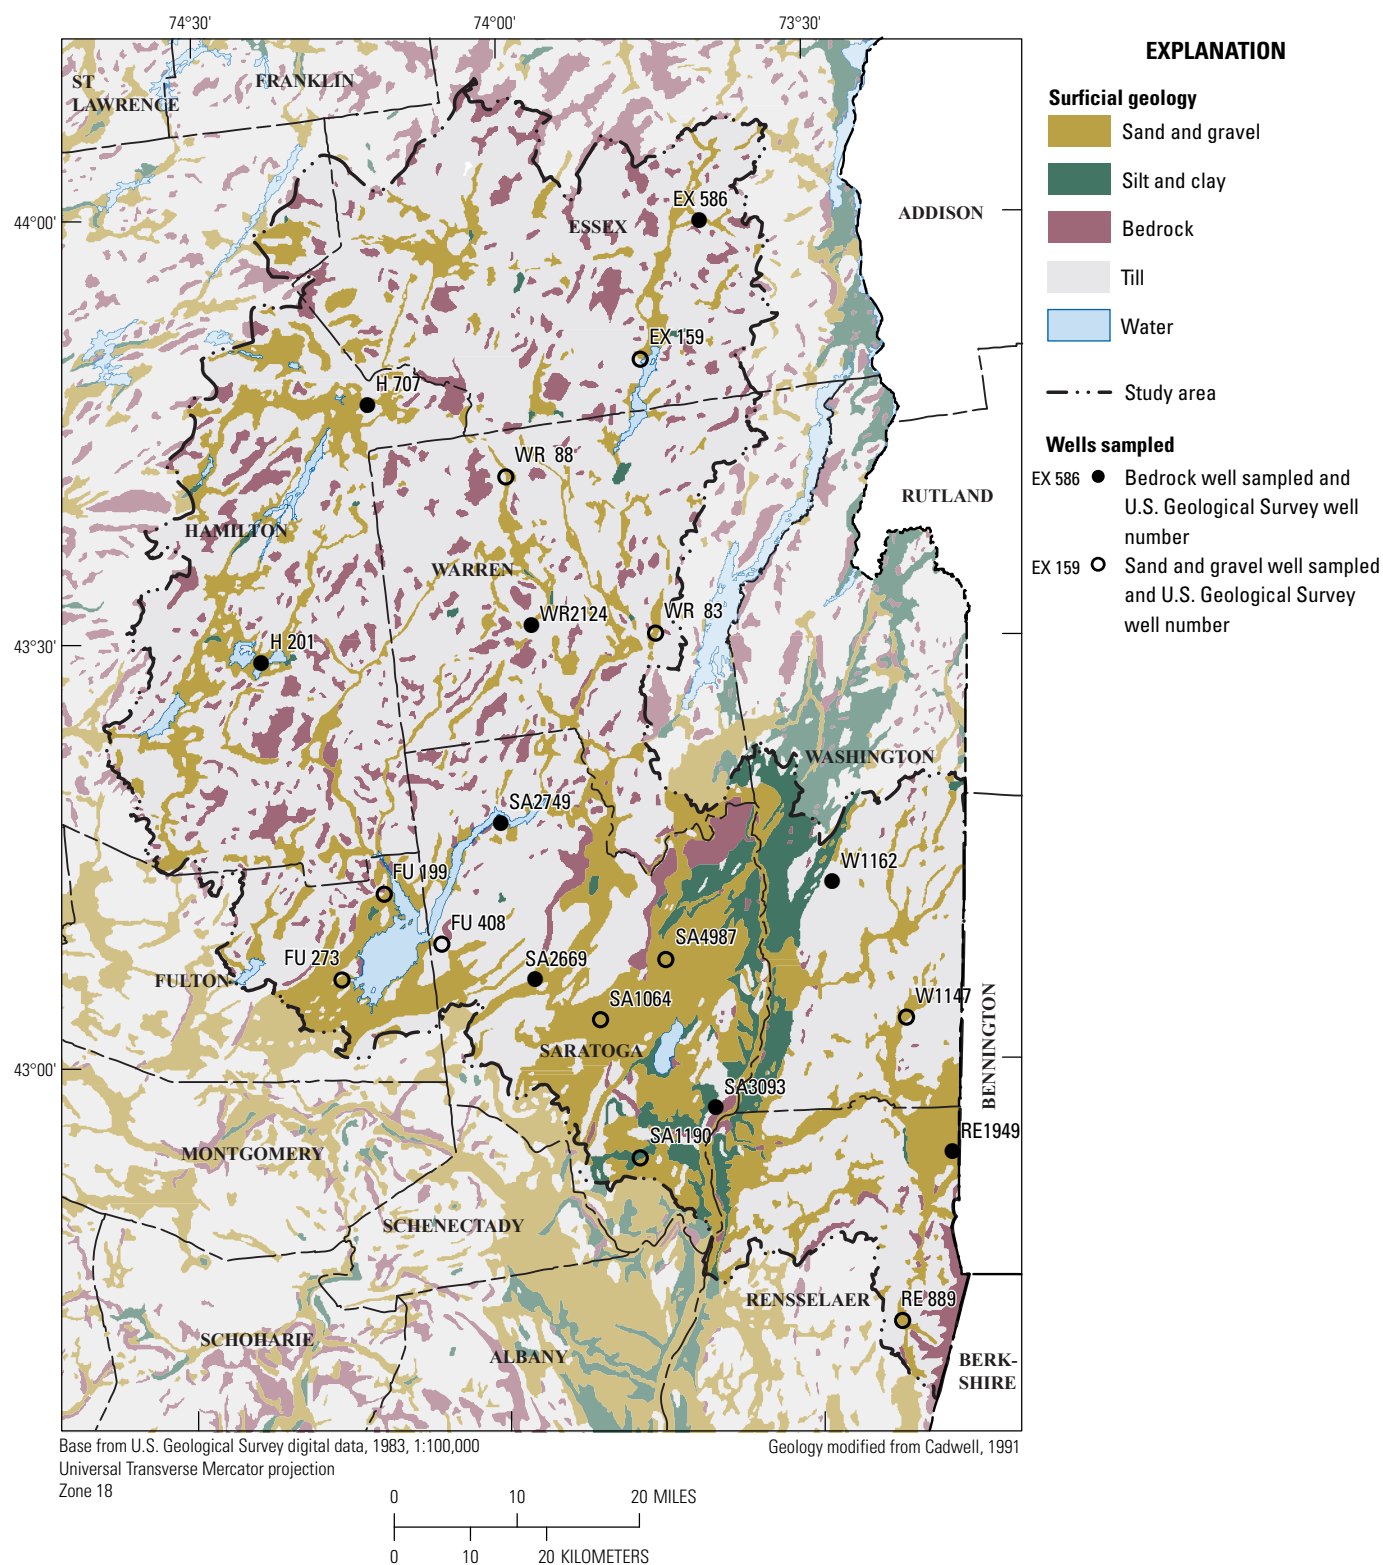 74°30'
74°00'
73°30'
44°00'
43°30'
43°00'
ST
LAWRENCE
FRANKLIN
ESSEX
ADDISON
EX 586
EX 159
H 707
WR 88
RUTLAND
HAMILTON
WARREN
WR2124
WR 83
H 201
WASHINGTON
SA2749
W1162
FU 199
FU 408
SA4987
FU 273
SA2669
FULTON
SA1064
W1147
BENNINGTON
SARATOGA
SA3093
SA1190
RE1949
MONTGOMERY
SCHENECTADY
RENSSELAER
RE 889
SCHOHARIE
ALBANY
BERK-
SHIRE
EXPLANATION
Surficial geology
Sand and gravel
Silt and clay
Bedrock
Till
Water
Study area
Wells sampled
EX 586 Bedrock well sampled and
U.S. Geological Survey well
number
EX 159 Sand and gravel well sampled
and U.S. Geological Survey
well number
Base from U.S. Geological Survey digital data, 1983, 1:100,000
Universal Transverse Mercator projection
Zone 18
Geology modified from Cadwell, 1991
0 10 20 MILES
0 10 20 KILOMETERS